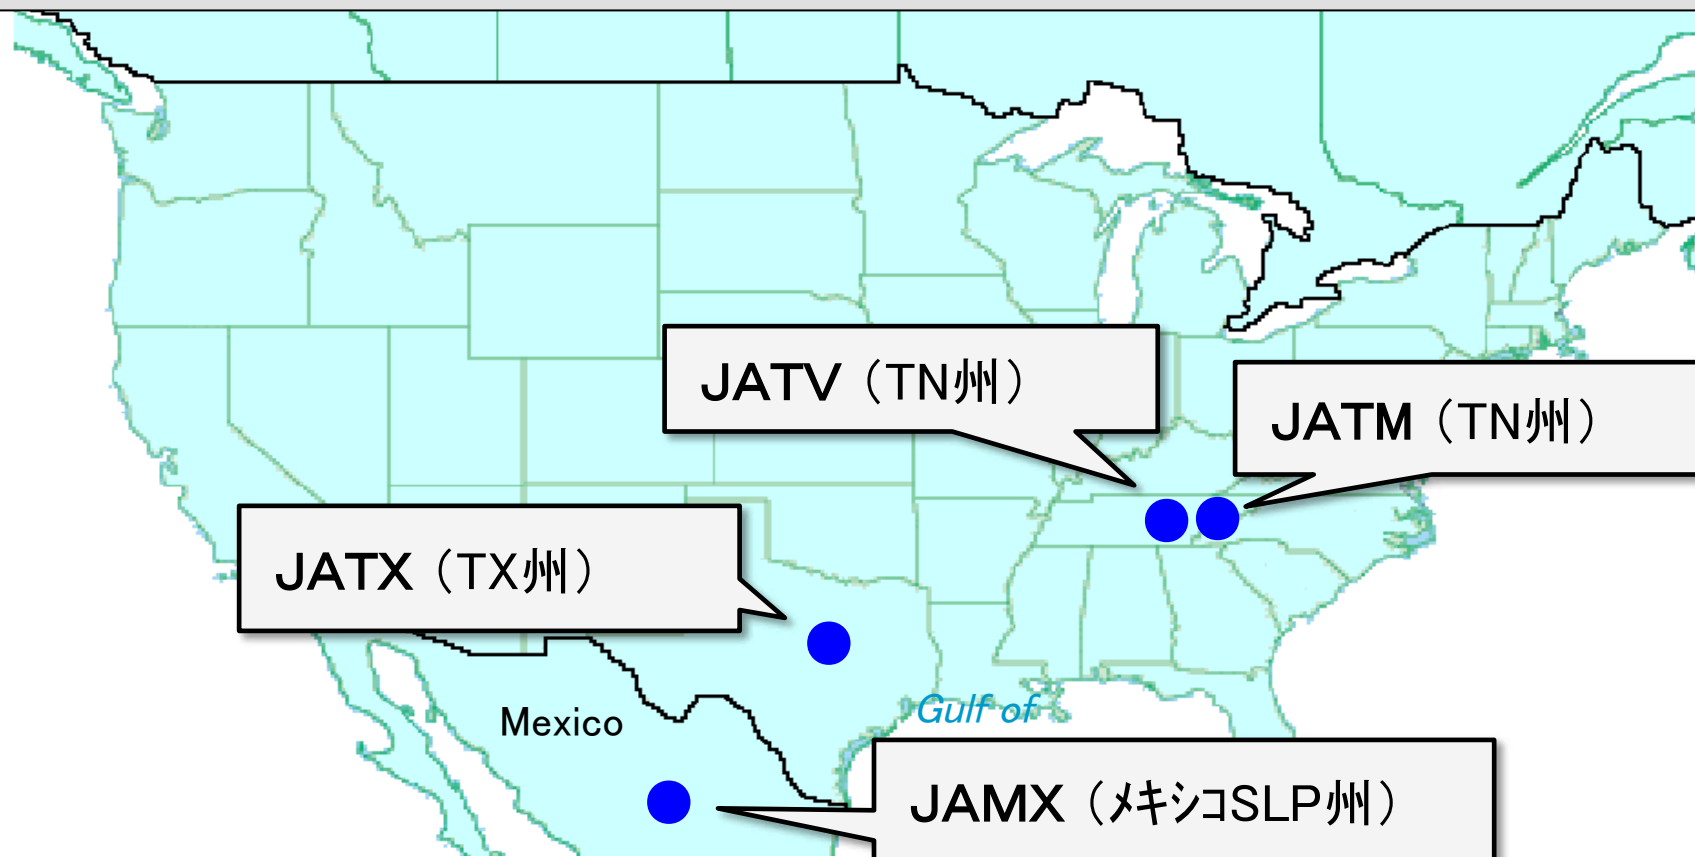 JATV（TN州）
JATM（TN州）
JATX（TX州）
Gulf of
Mexico
JAMX（メキシコSLP州）